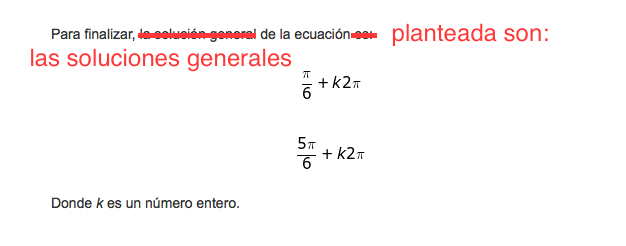 Para finalizar, la solución general de la ecuación es: planteada son:
las soluciones generales
π/6 + k2π
5π/6 + k2π
Donde k es un número entero.